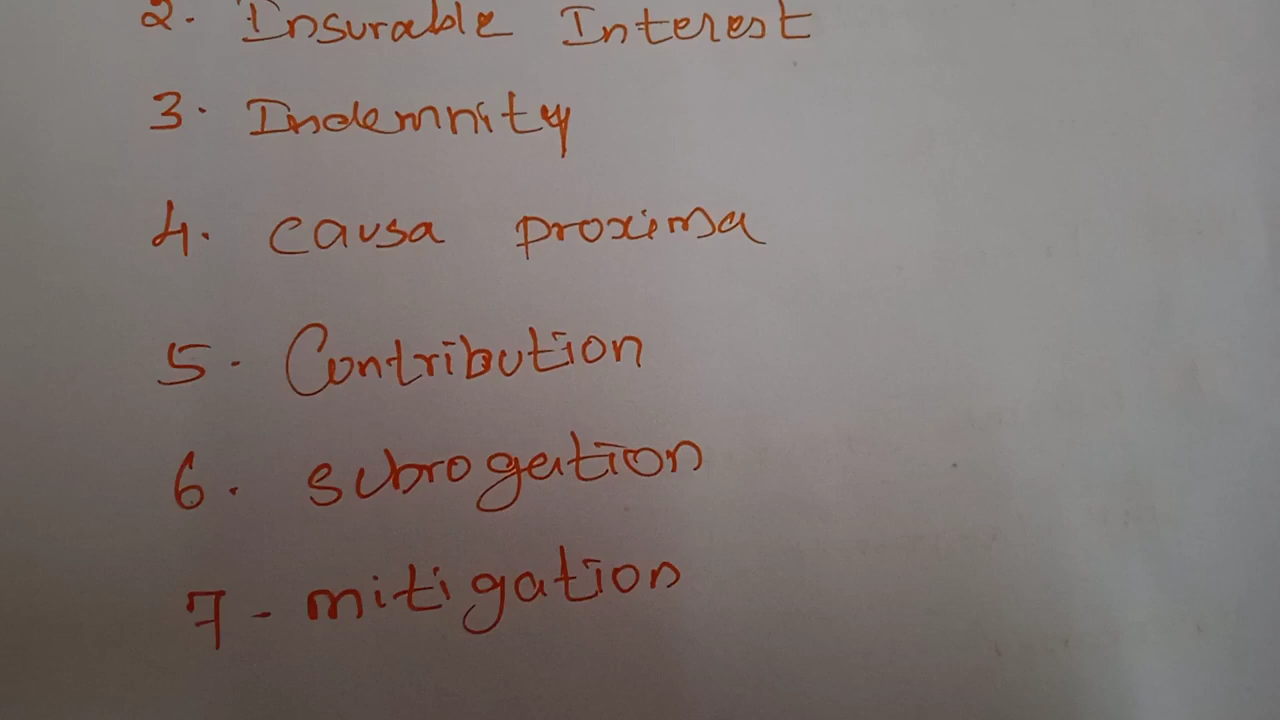 2. Insurable Interest
3. Indemnity
4. causa proxima
5. Contribution
6. subrogation
7- mitigation